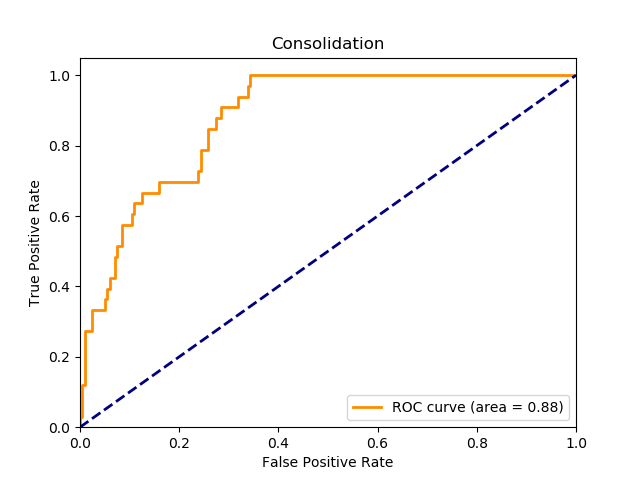 Consolidation
1.0
0.8
0.6
0.4
0.2
0.0
True Positive Rate
ROC curve (area = 0.88)
0.0 0.2 0.4 0.6 0.8 1.0
False Positive Rate